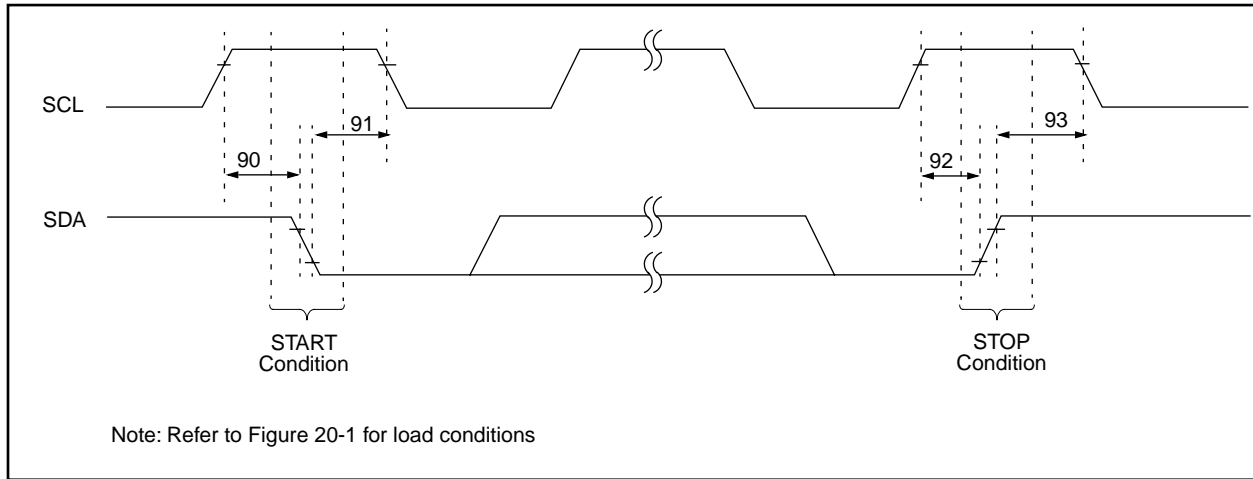 SCL
91
93
90
92
SDA
START
Condition
STOP
Condition
Note: Refer to Figure 20-1 for load conditions